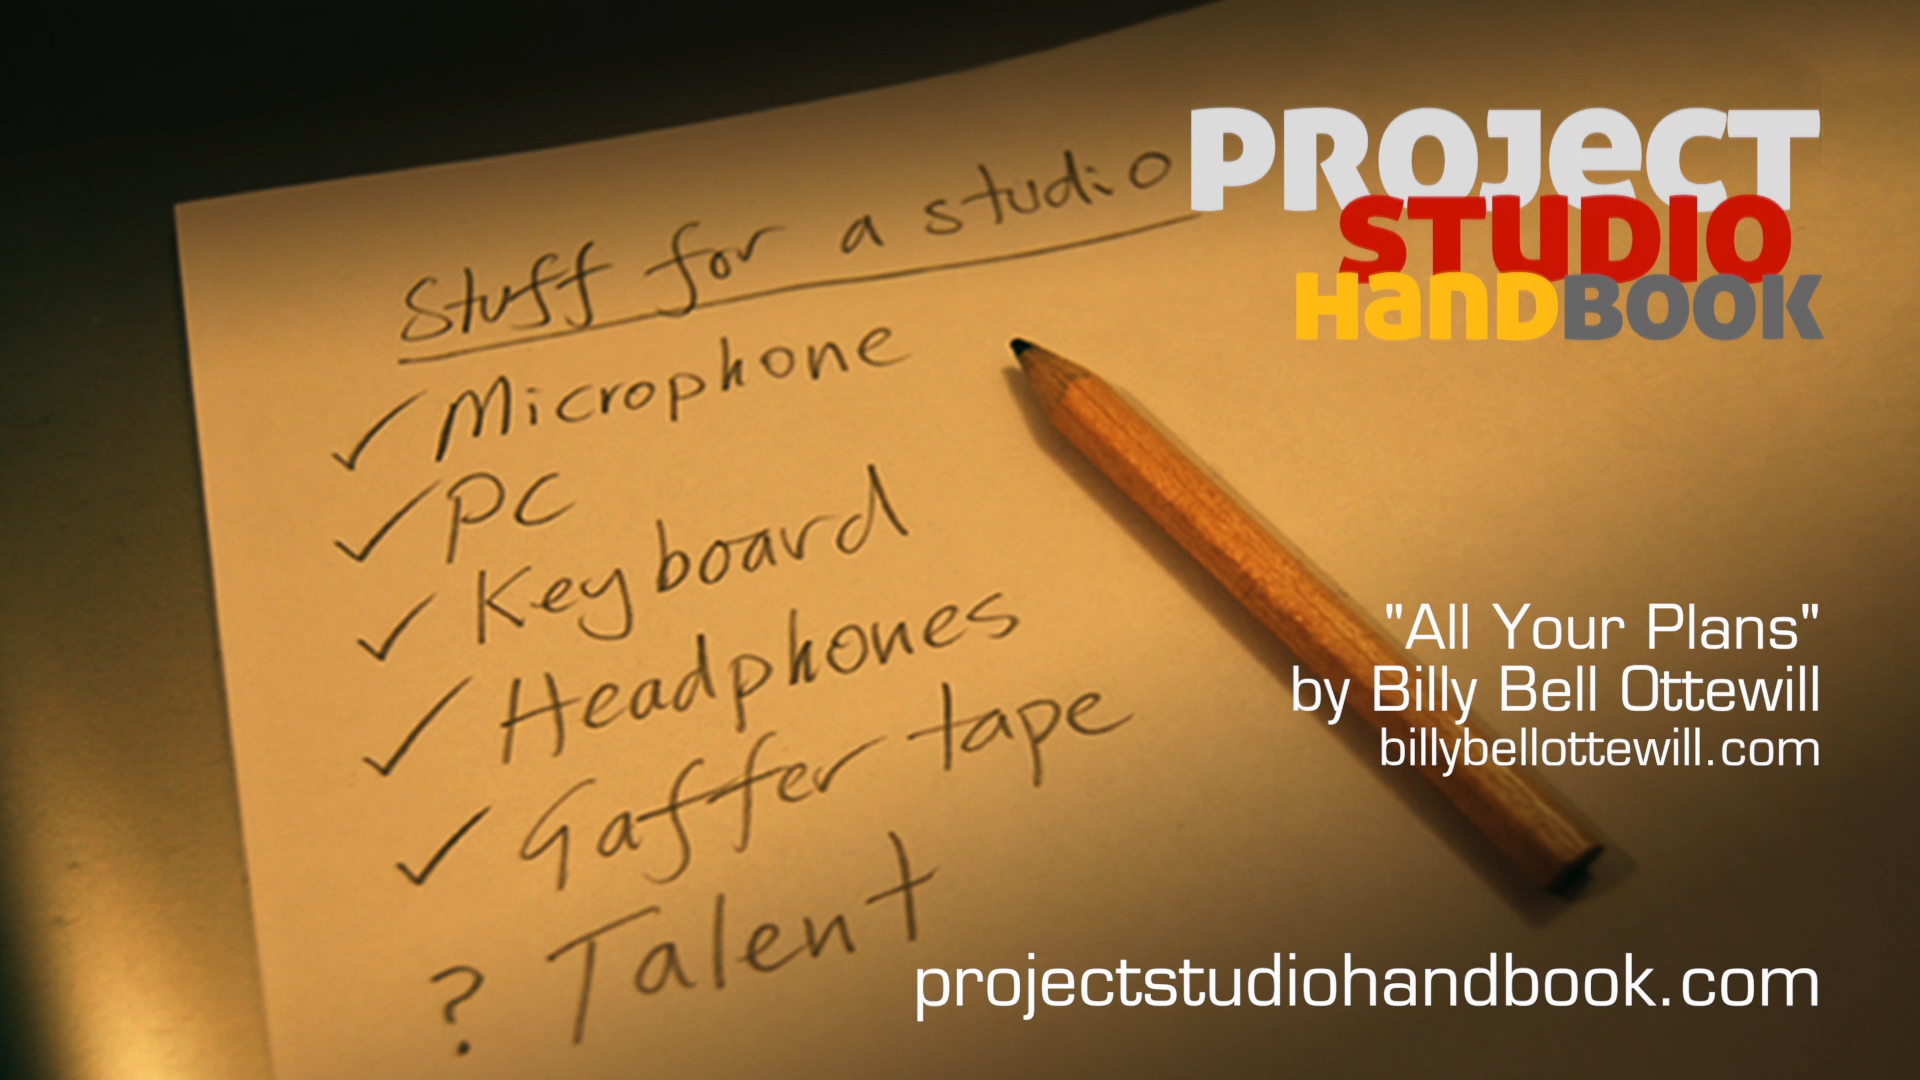 Stuff for a studio
✓ Microphone
✓ PC
✓ Keyboard
✓ Headphones
✓ Gaffer tape
? Talent
PROJECT
STUDIO
HANDBOOK
"All Your Plans"
by Billy Bell Ottewill
billybellottewill.com
projectstudiohandbook.com